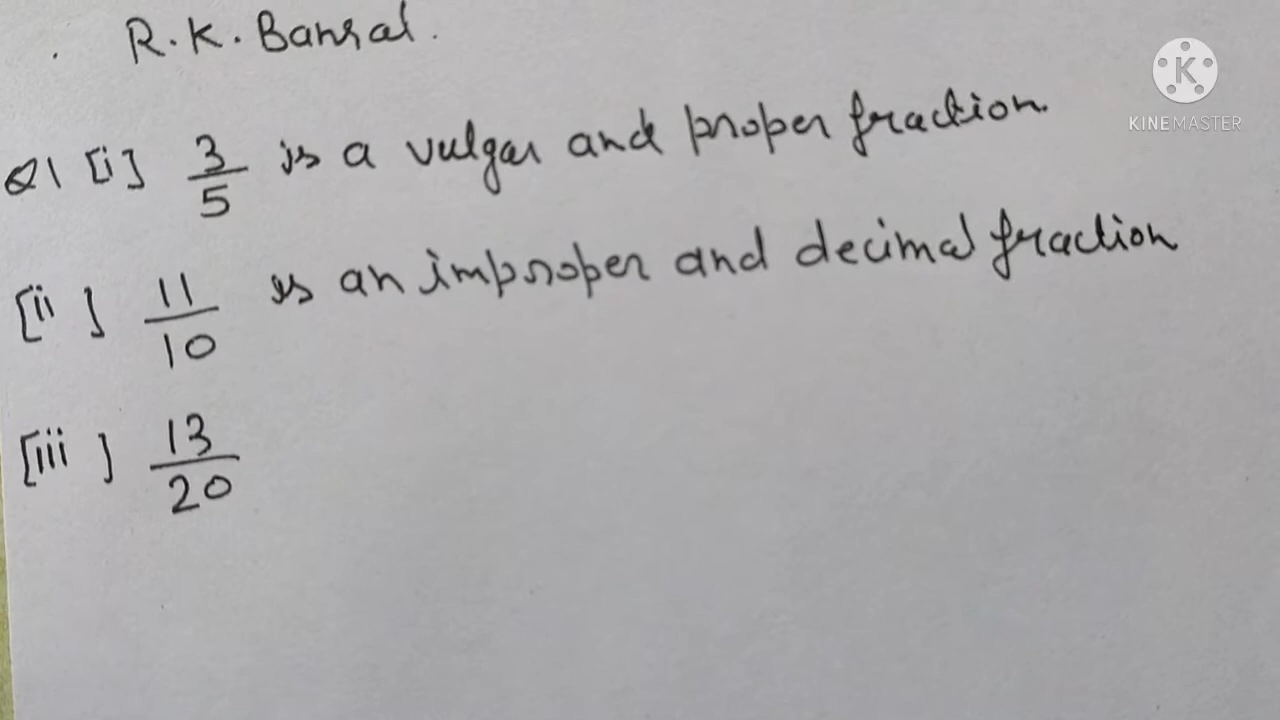 R.K. Bansal.
K
KINEMASTER
Q1 [i] 3/5 is a vulgar and proper fraction.
[ii] 11/10 is an improper and decimal fraction
[iii] 13/20